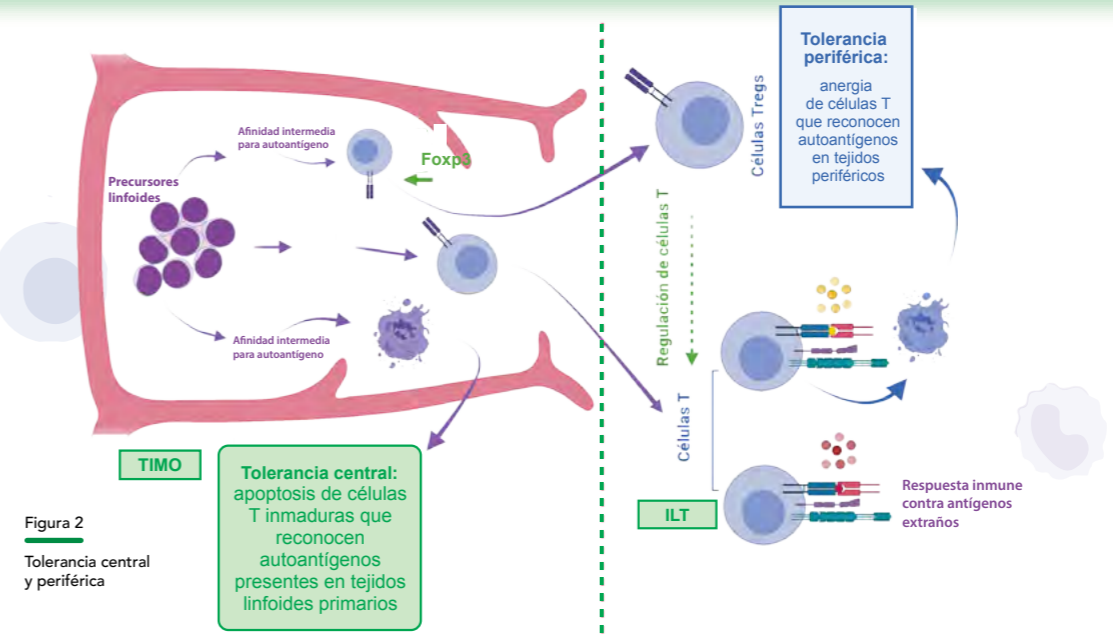 Afinidad intermedia
para autoantígeno
Foxp3
Precursores
linfoides
Afinidad intermedia
para autoantígeno
TIMO
Tolerancia central:
apoptosis de células
T inmaduras que
reconocen
autoantígenos
presentes en tejidos
linfoides primarios
Figura 2
Tolerancia central
y periférica
Células Tregs
Tolerancia
periférica:
anergia
de células T
que reconocen
autoantígenos
en tejidos
periféricos
Regulación de células T
Células T
ILT
Respuesta inmune
contra antígenos
extraños